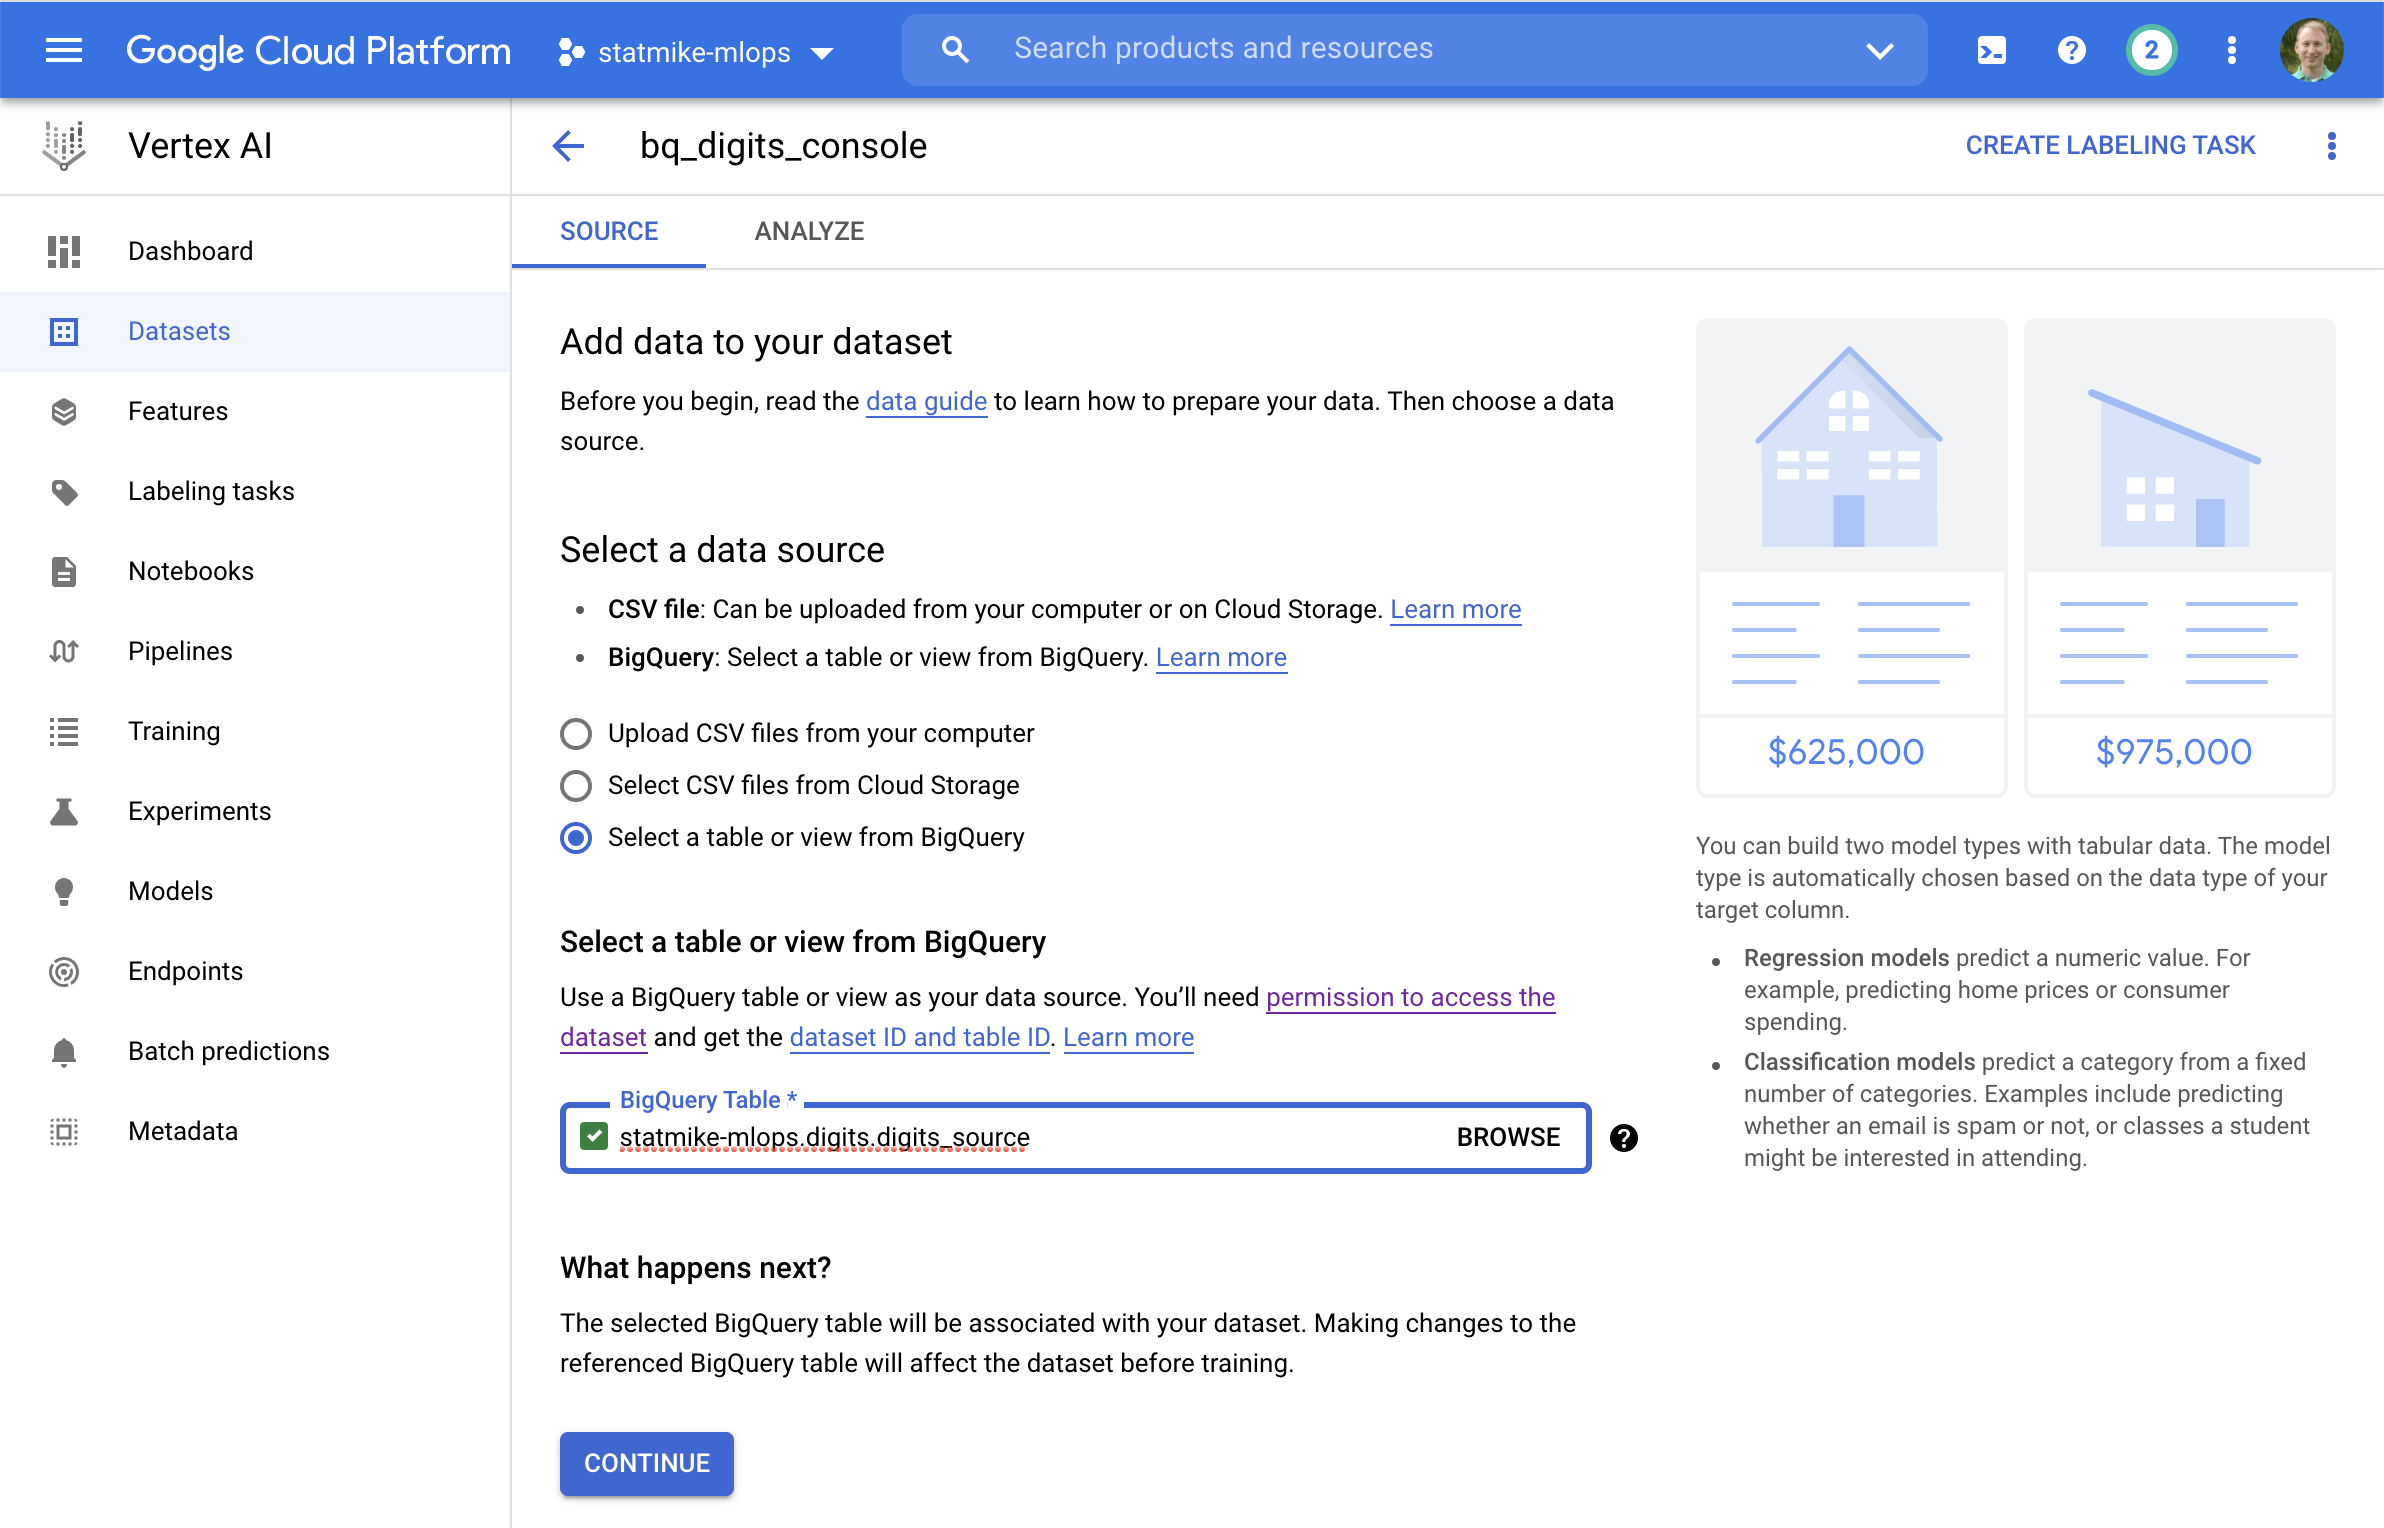 Google Cloud Platform
statmike-mlops
Search products and resources
2
Vertex AI
bq_digits_console
CREATE LABELING TASK
SOURCE
ANALYZE
Dashboard
Datasets
Features
Labeling tasks
Notebooks
Pipelines
Training
Experiments
Models
Endpoints
Batch predictions
Metadata
Add data to your dataset
Before you begin, read the data guide to learn how to prepare your data. Then choose a data
source.
Select a data source
• CSV file: Can be uploaded from your computer or on Cloud Storage. Learn more
• BigQuery: Select a table or view from BigQuery. Learn more
Upload CSV files from your computer
Select CSV files from Cloud Storage
Select a table or view from BigQuery
Select a table or view from BigQuery
Use a BigQuery table or view as your data source. You’ll need permission to access the
dataset and get the dataset ID and table ID. Learn more
BigQuery Table *
statmike-mlops.digits.digits_source
BROWSE
?
What happens next?
The selected BigQuery table will be associated with your dataset. Making changes to the
referenced BigQuery table will affect the dataset before training.
CONTINUE
$625,000
$975,000
You can build two model types with tabular data. The model
type is automatically chosen based on the data type of your
target column.
• Regression models predict a numeric value. For
example, predicting home prices or consumer
spending.
• Classification models predict a category from a fixed
number of categories. Examples include predicting
whether an email is spam or not, or classes a student
might be interested in attending.